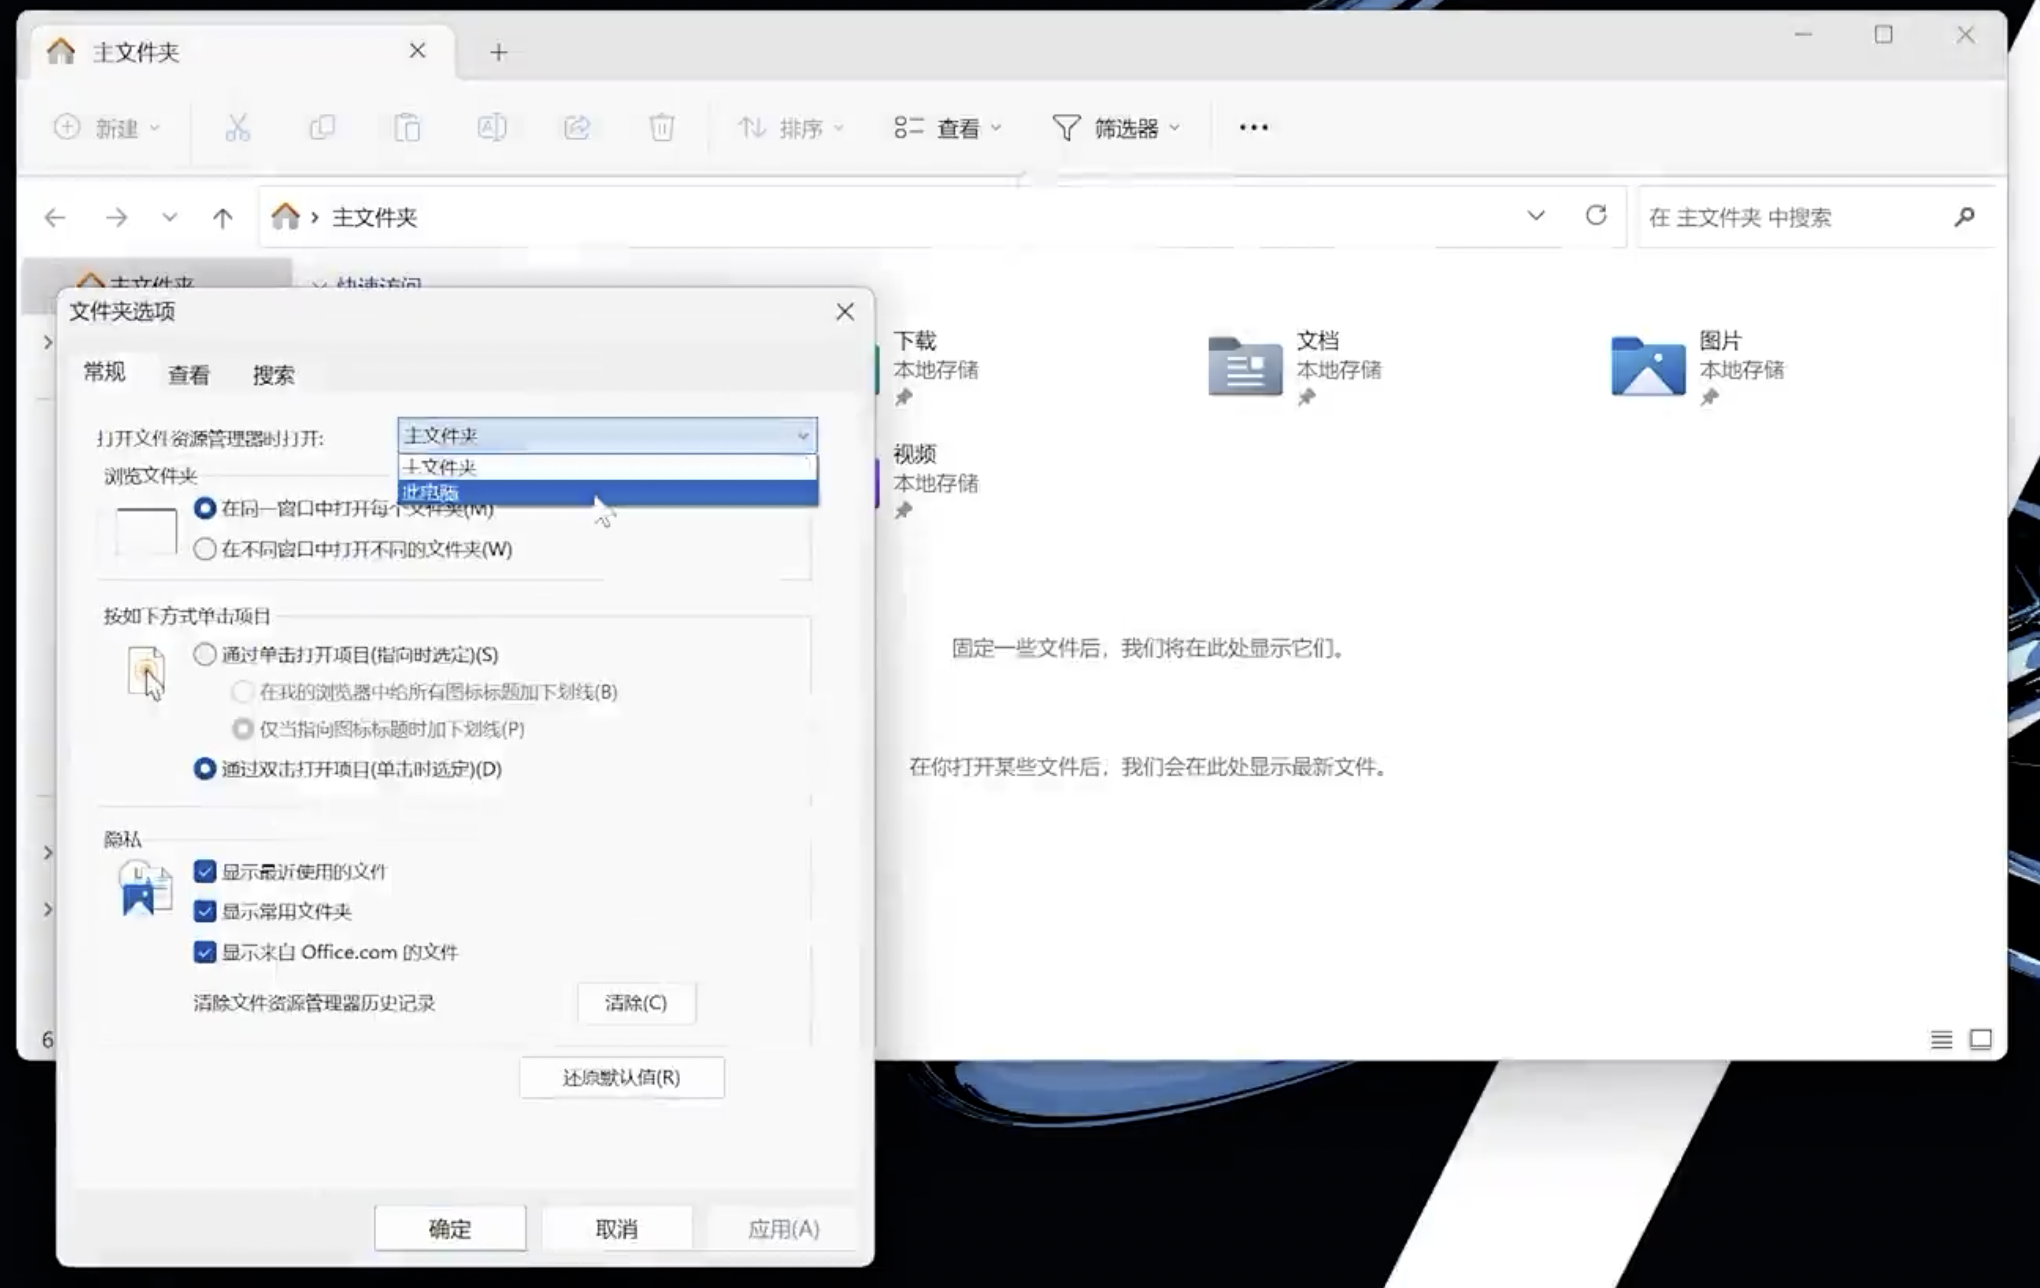 主文件夹
新建
排序
查看
筛选器
主文件夹
在 主文件夹 中搜索
主文件夹
快速访问
文件夹选项
常规
查看
搜索
打开文件资源管理器时打开:
主文件夹
主文件夹
此电脑
浏览文件夹
在同一窗口中打开每个文件夹(M)
在不同窗口中打开不同的文件夹(W)
按如下方式单击项目
通过单击打开项目(指向时选定)(S)
在我的浏览器中给所有图标标题加下划线(B)
仅当指向图标标题时加下划线(P)
通过双击打开项目(单击时选定)(D)
隐私
显示最近使用的文件
显示常用文件夹
显示来自 Office.com 的文件
清除文件资源管理器历史记录
清除(C)
还原默认值(R)
确定
取消
应用(A)
下载
本地存储
文档
本地存储
图片
本地存储
视频
本地存储
固定一些文件后，我们将在此处显示它们。
在你打开某些文件后，我们会在此处显示最新文件。
6